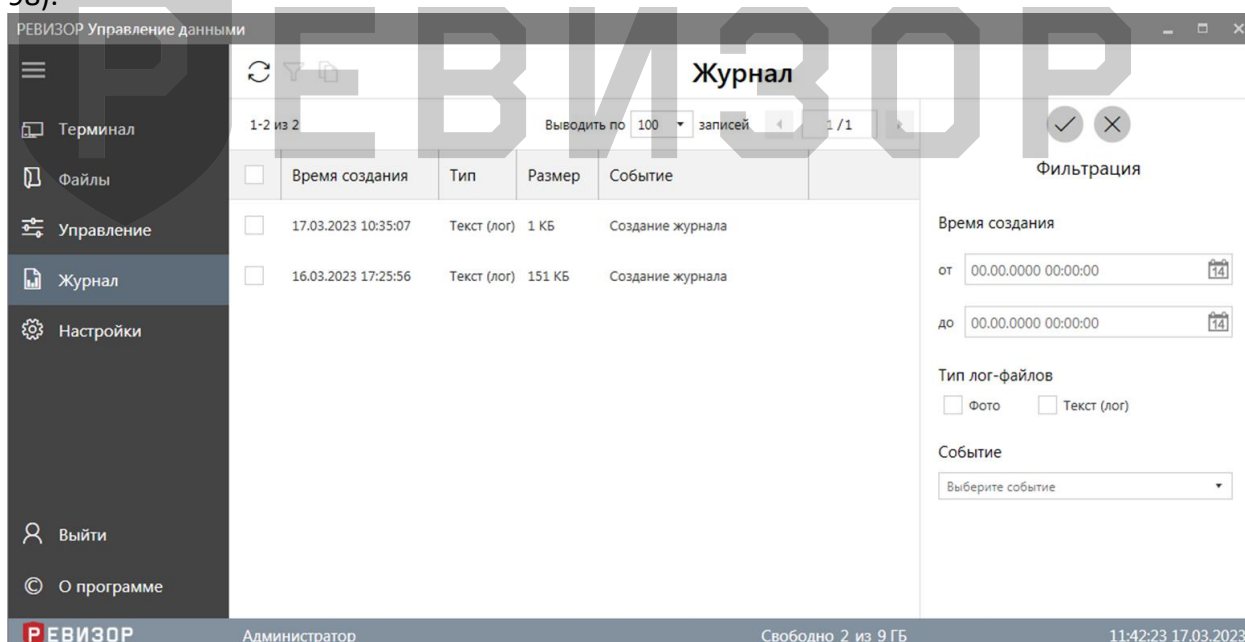 98).
РЕВИЗОР
РЕВИЗОР Управление данными
Журнал
Терминал
Файлы
Управление
Журнал
Настройки
Выйти
О программе
1-2 из 2 Выводить по 100 записей 1 /1
Время создания Тип Размер Событие
17.03.2023 10:35:07 Текст (лог) 1 КБ Создание журнала
16.03.2023 17:25:56 Текст (лог) 151 КБ Создание журнала
Фильтрация
Время создания
от 00.00.0000 00:00:00 14
до 00.00.0000 00:00:00 14
Тип лог-файлов
Фото Текст (лог)
Событие
Выберите событие
РЕВИЗОР Администратор Свободно 2 из 9 ГБ 11:42:23 17.03.2023